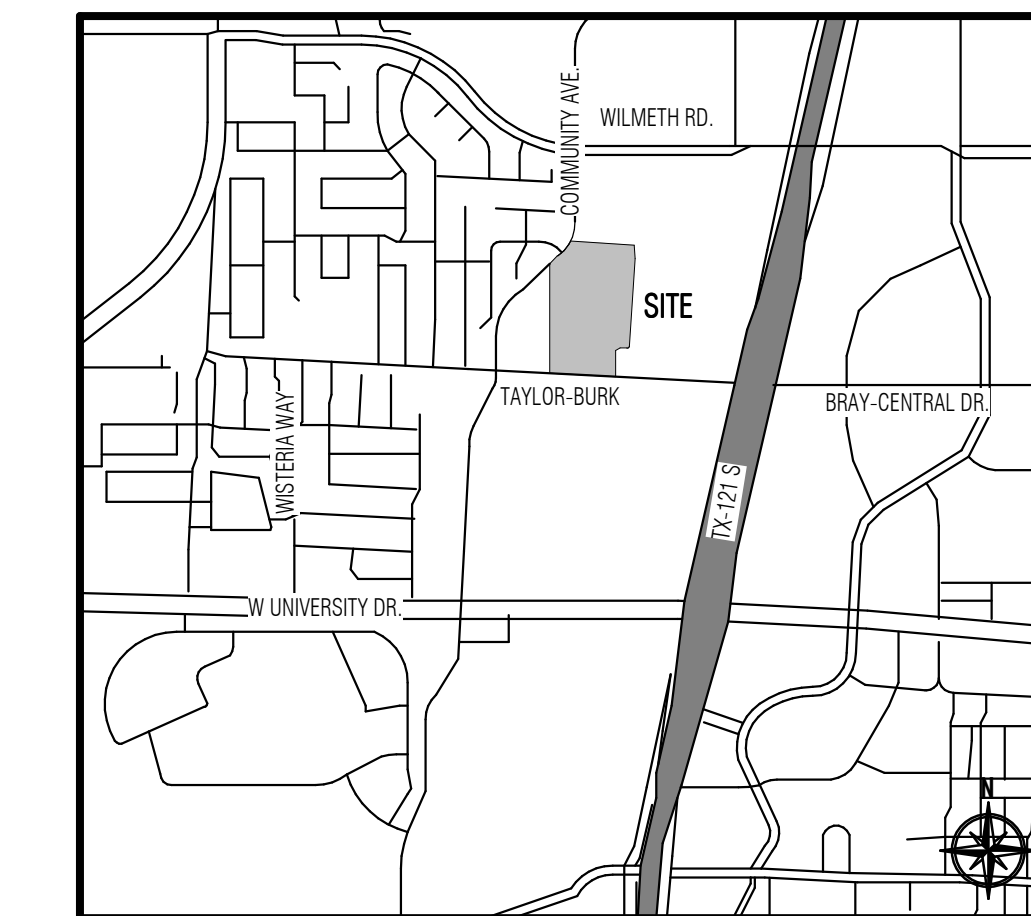 COMMUNITY AVE.
WILMETH RD.
SITE
TAYLOR-BURK
BRAY-CENTRAL DR.
WISTERIA WAY
TX-121 S
W UNIVERSITY DR.
N